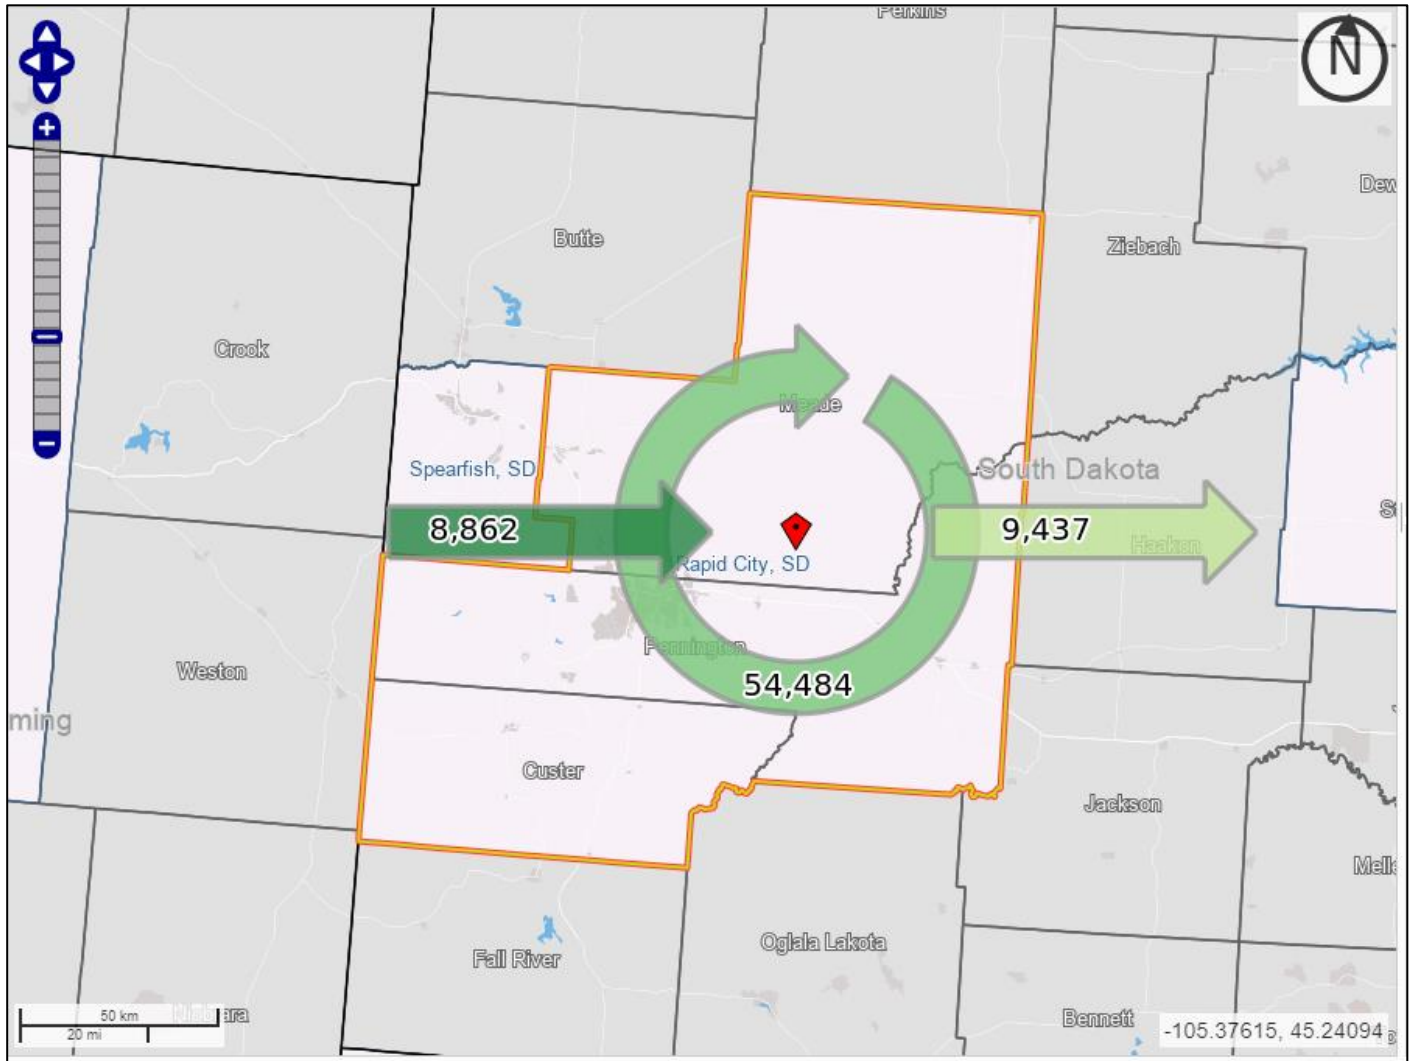 Perkins
N
Dew
Butte
Ziebach
Crook
Meade
Spearfish, SD
South Dakota
8,862
9,437
Haakon
Rapid City, SD
Pennington
Weston
54,484
ming
Custer
Jackson
Melle
Oglala Lakota
Fall River
50 km
20 mi
ara
Bennett
-105.37615, 45.24094